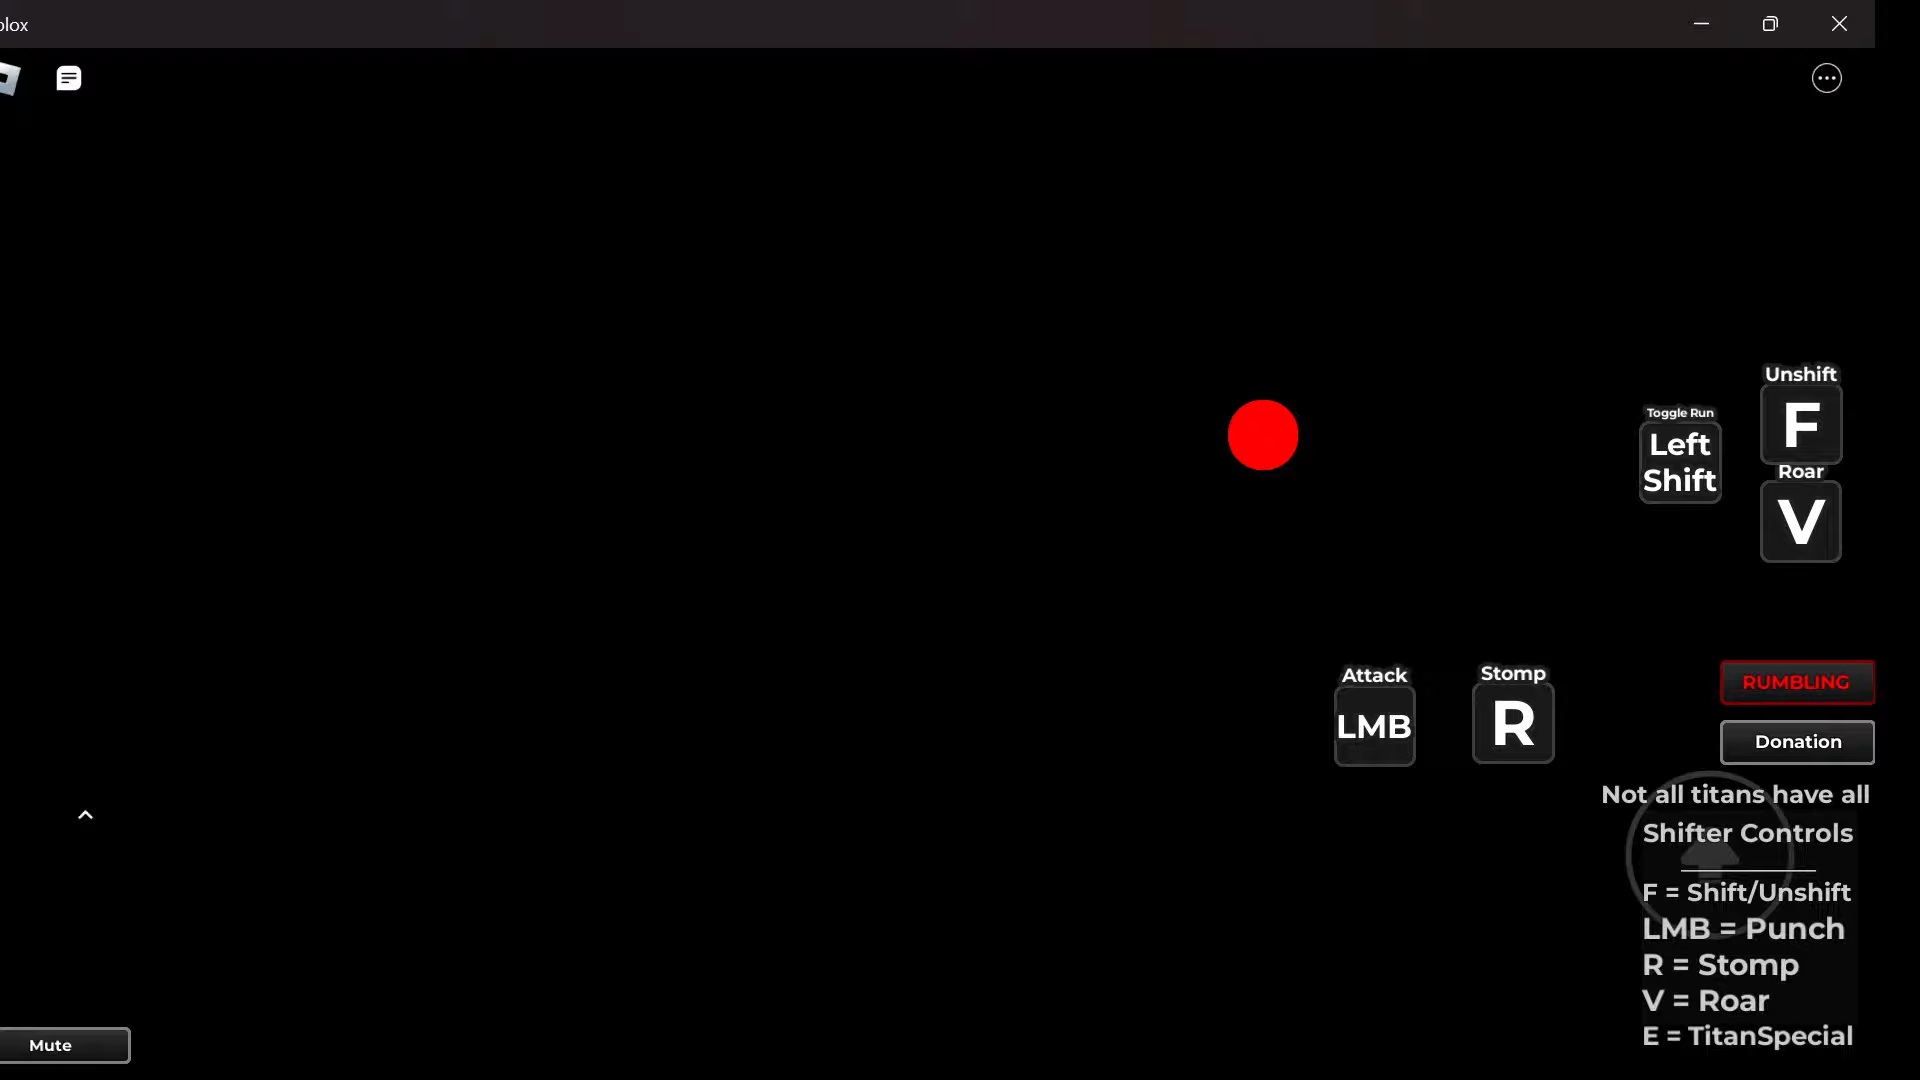 blox
Unshift
F
Toggle Run
Left
Shift
Roar
V
Attack
LMB
Stomp
R
RUMBLING
Donation
Not all titans have all
Shifter Controls
F = Shift/Unshift
LMB = Punch
R = Stomp
V = Roar
E = TitanSpecial
Mute